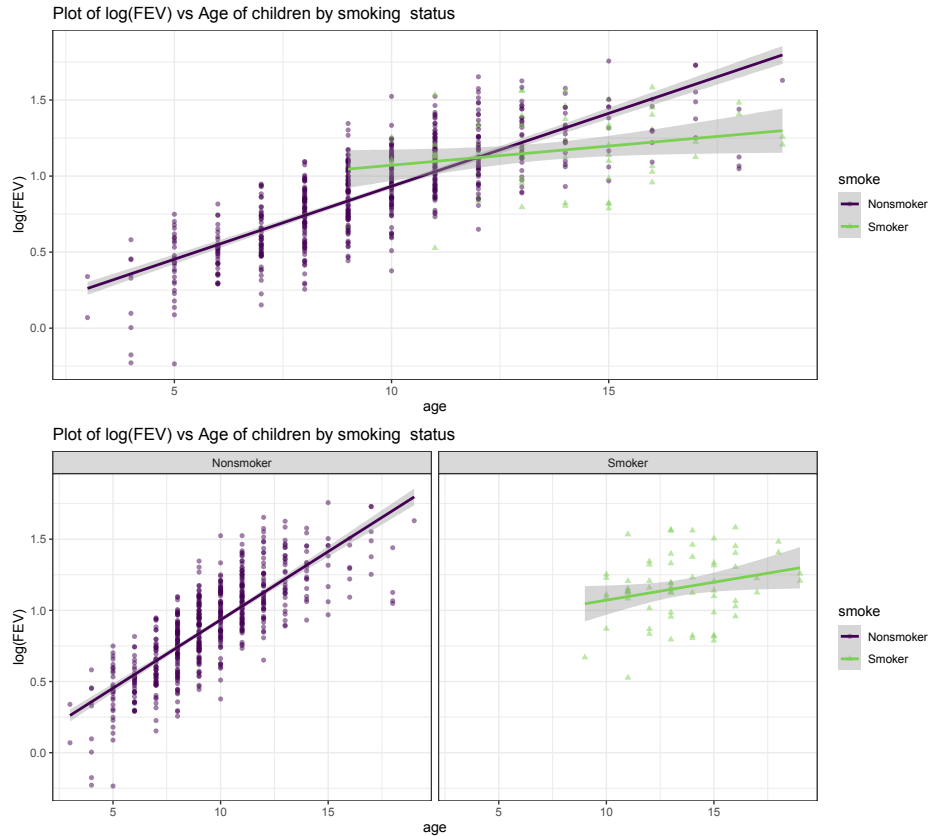 Plot of log(FEV) vs Age of children by smoking  status
1.5
1.0
0.5
0.0
log(FEV)
5
10
15
age
smoke
Nonsmoker
Smoker
Plot of log(FEV) vs Age of children by smoking  status
Nonsmoker
Smoker
1.5
1.0
0.5
0.0
log(FEV)
5
10
15
5
10
15
age
smoke
Nonsmoker
Smoker